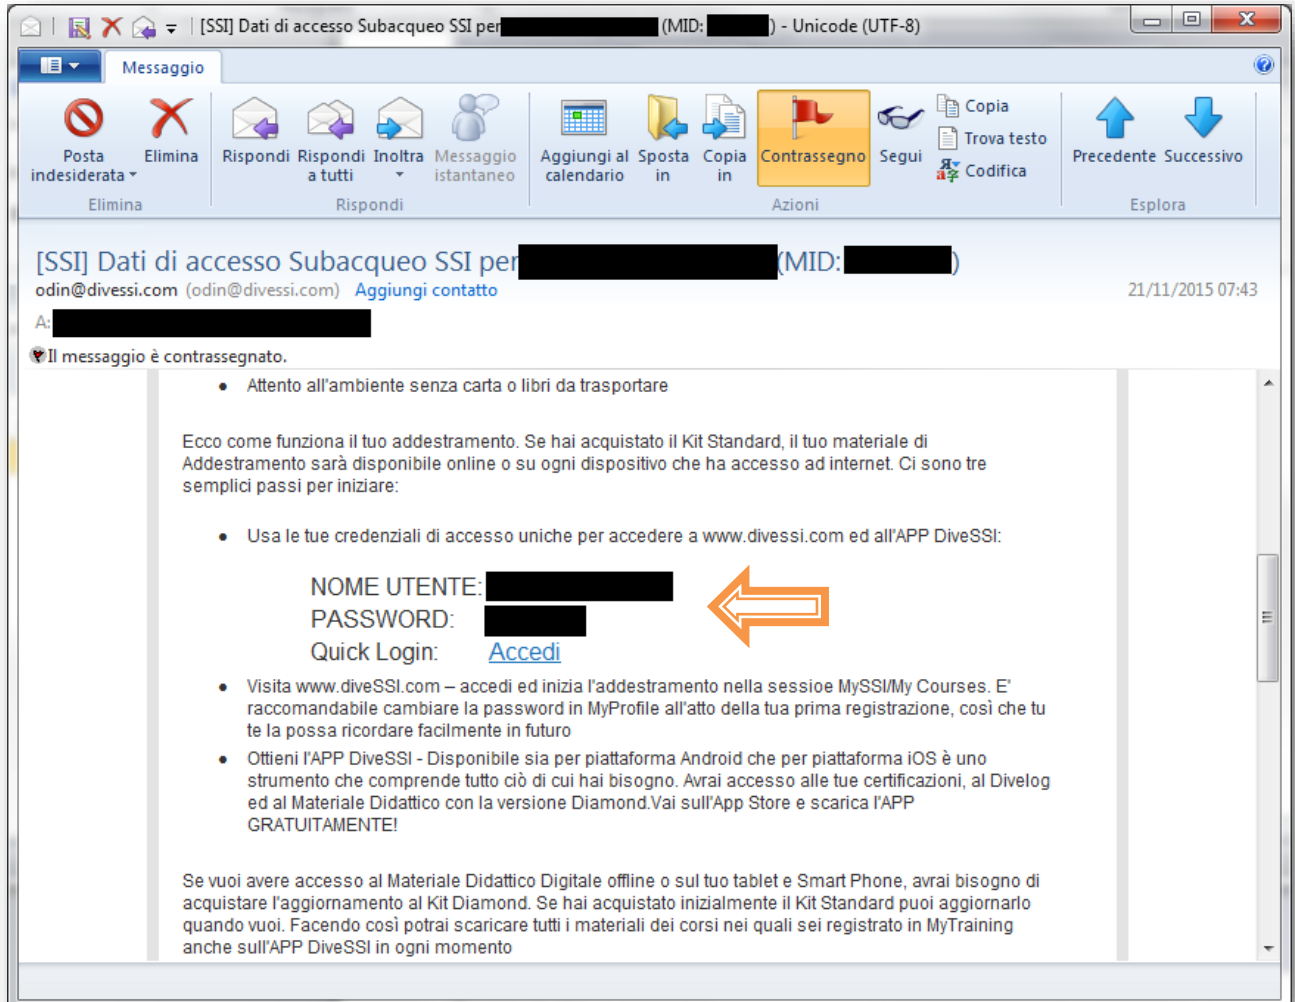 [SSI] Dati di accesso Subacqueo SSI per (MID: ) - Unicode (UTF-8)
Messaggio
Posta indesiderata
Elimina
Rispondi
Rispondi a tutti
Inoltra
Messaggio istantaneo
Aggiungi al calendario
Sposta in
Copia in
Contrassegno
Segui
Copia
Trova testo
Codifica
Precedente
Successivo
Elimina
Rispondi
Azioni
Esplora
[SSI] Dati di accesso Subacqueo SSI per (MID: )
odin@divessi.com (odin@divessi.com) Aggiungi contatto
21/11/2015 07:43
A:
Il messaggio è contrassegnato.
● Attento all'ambiente senza carta o libri da trasportare
Ecco come funziona il tuo addestramento. Se hai acquistato il Kit Standard, il tuo materiale di
Addestramento sarà disponibile online o su ogni dispositivo che ha accesso ad internet. Ci sono tre
semplici passi per iniziare:
● Usa le tue credenziali di accesso uniche per accedere a www.divessi.com ed all'APP DiveSSI:
NOME UTENTE:
PASSWORD:
Quick Login: Accedi
● Visita www.diveSSI.com – accedi ed inizia l'addestramento nella sessioe MySSI/My Courses. E'
raccomandabile cambiare la password in MyProfile all'atto della tua prima registrazione, così che tu
te la possa ricordare facilmente in futuro
● Ottieni l'APP DiveSSI - Disponibile sia per piattaforma Android che per piattaforma iOS è uno
strumento che comprende tutto ciò di cui hai bisogno. Avrai accesso alle tue certificazioni, al Divelog
ed al Materiale Didattico con la versione Diamond.Vai sull'App Store e scarica l'APP
GRATUITAMENTE!
Se vuoi avere accesso al Materiale Didattico Digitale offline o sul tuo tablet e Smart Phone, avrai bisogno di
acquistare l'aggiornamento al Kit Diamond. Se hai acquistato inizialmente il Kit Standard puoi aggiornarlo
quando vuoi. Facendo così potrai scaricare tutti i materiali dei corsi nei quali sei registrato in MyTraining
anche sull'APP DiveSSI in ogni momento